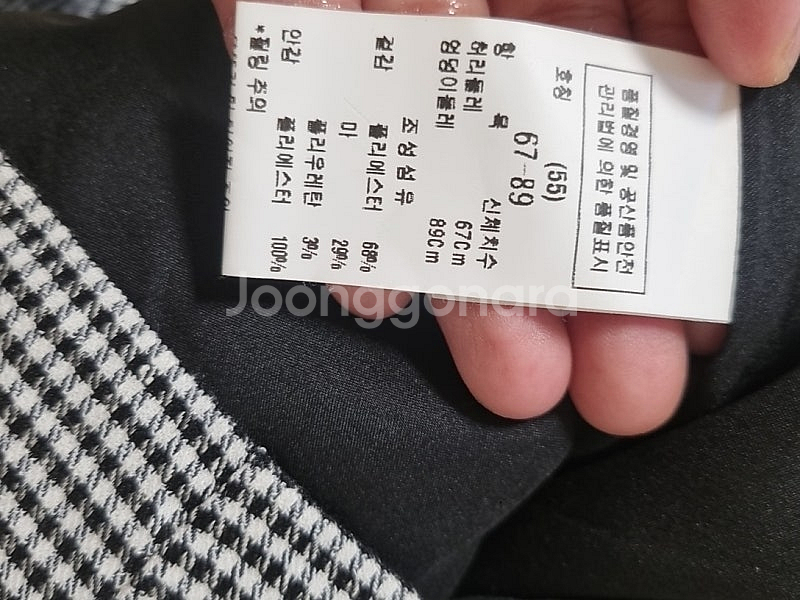 품질경영 및 공산품안전
관리법에 의한 품질표시
호칭 (55)
67-89
항 목 신체치수
허리둘레 67Cm
엉덩이둘레 89Cm
조성섬유
겉감 폴리에스터 68%
마 29%
폴리우레탄 3%
안감 폴리에스터 100%
*필링 주의
Joonggonara